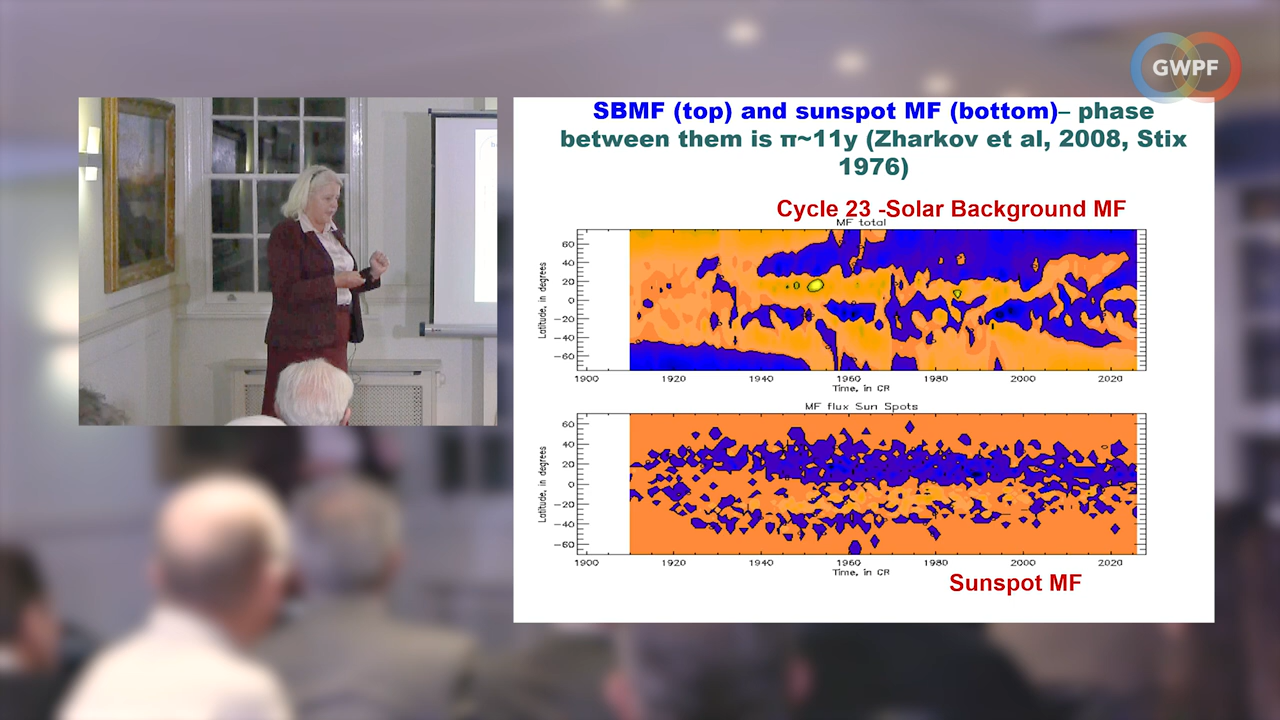 GWPF
SBMF (top) and sunspot MF (bottom)– phase
between them is π~11y (Zharkov et al, 2008, Stix
1976)
Cycle 23 -Solar Background MF
MF total
Latitude, in degrees
60
40
20
0
−20
−40
−60
1900 1920 1940 1960 1980 2000 2020
Time, in CR
MF flux Sun Spots
Latitude, in degrees
60
40
20
0
−20
−40
−60
1900 1920 1940 1960 1980 2000 2020
Time, in CR
Sunspot MF